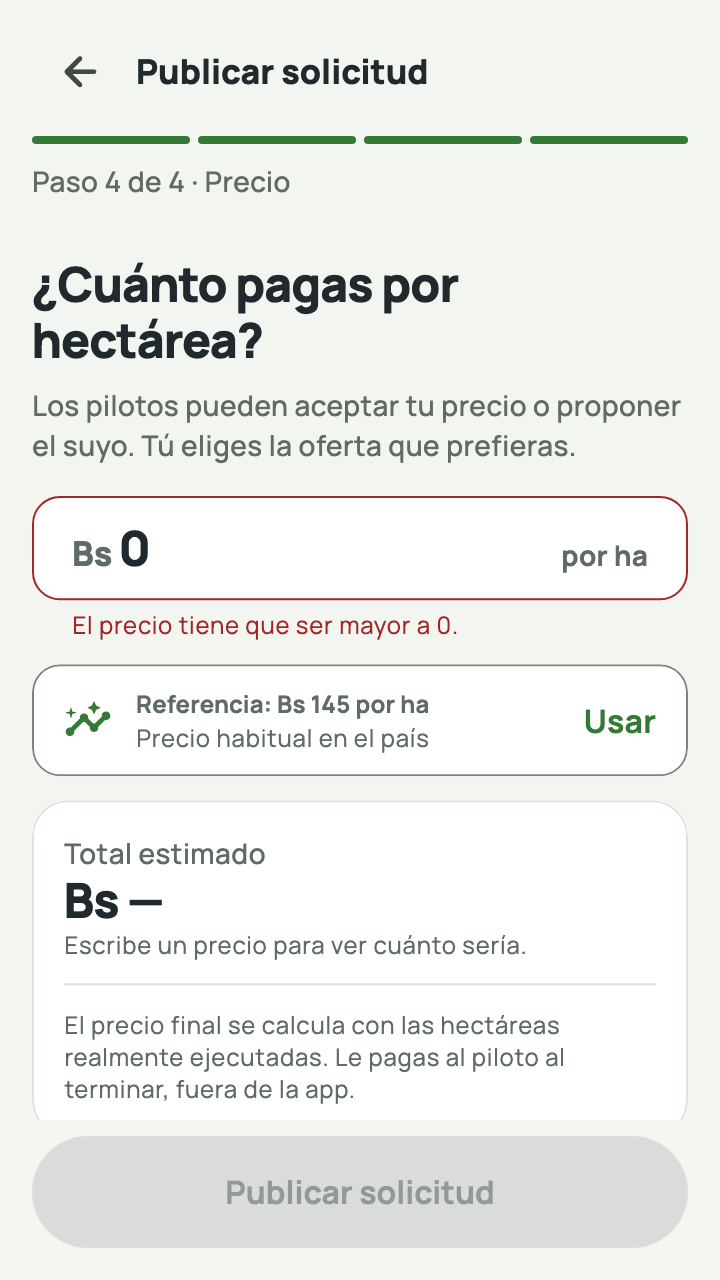 Publicar solicitud
Paso 4 de 4 · Precio
¿Cuánto pagas por
hectárea?
Los pilotos pueden aceptar tu precio o proponer
el suyo. Tú eliges la oferta que prefieras.
Bs 0 por ha
El precio tiene que ser mayor a 0.
Referencia: Bs 145 por ha
Precio habitual en el país
Usar
Total estimado
Bs —
Escribe un precio para ver cuánto sería.
El precio final se calcula con las hectáreas
realmente ejecutadas. Le pagas al piloto al
terminar, fuera de la app.
Publicar solicitud